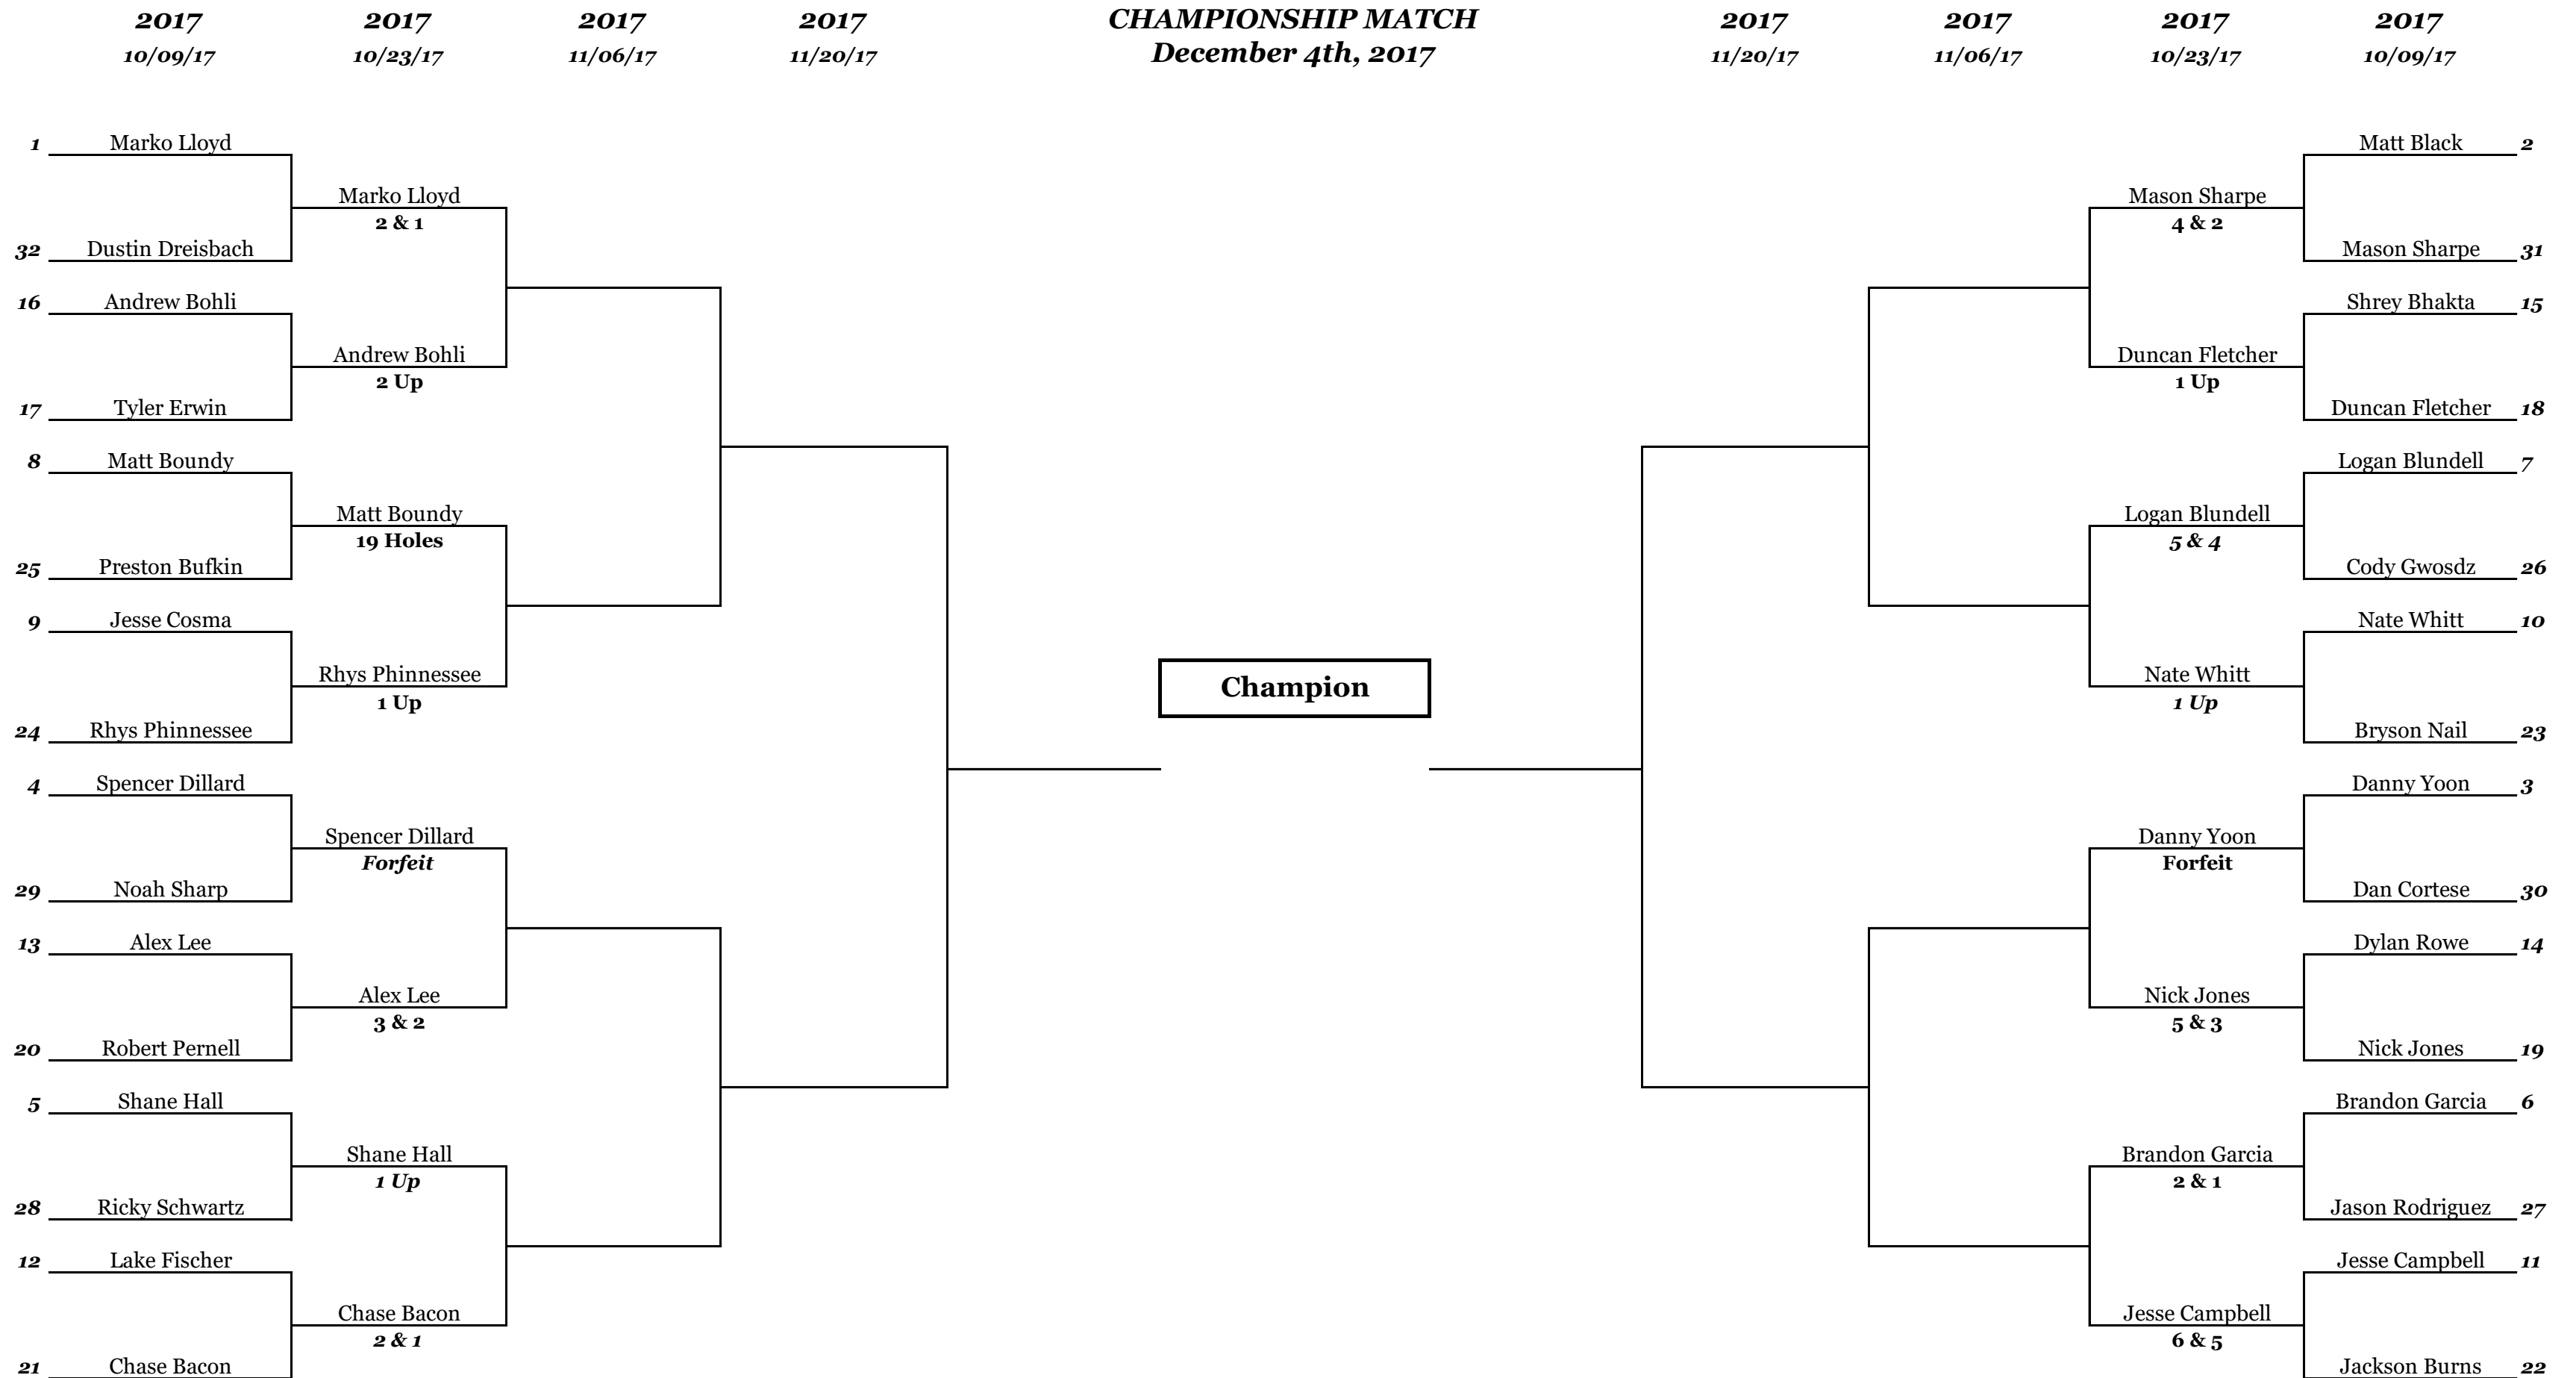 2017 2017 2017 2017 CHAMPIONSHIP MATCH 2017 2017 2017 2017
10/09/17 10/23/17 11/06/17 11/20/17 December 4th, 2017 11/20/17 11/06/17 10/23/17 10/09/17
1 Marko Lloyd Matt Black 2
Marko Lloyd Mason Sharpe
2 & 1 4 & 2
32 Dustin Dreisbach Mason Sharpe 31
16 Andrew Bohli Shrey Bhakta 15
Andrew Bohli Duncan Fletcher
2 Up 1 Up
17 Tyler Erwin Duncan Fletcher 18
8 Matt Boundy Logan Blundell 7
Matt Boundy Logan Blundell
19 Holes 5 & 4
25 Preston Bufkin Cody Gwosdz 26
9 Jesse Cosma Nate Whitt 10
Rhys Phinnessee Champion Nate Whitt
1 Up 1 Up
24 Rhys Phinnessee Bryson Nail 23
4 Spencer Dillard Danny Yoon 3
Spencer Dillard Danny Yoon
Forfeit Forfeit
29 Noah Sharp Dan Cortese 30
13 Alex Lee Dylan Rowe 14
Alex Lee Nick Jones
3 & 2 5 & 3
20 Robert Pernell Nick Jones 19
5 Shane Hall Brandon Garcia 6
Shane Hall Brandon Garcia
1 Up 2 & 1
28 Ricky Schwartz Jason Rodriguez 27
12 Lake Fischer Jesse Campbell 11
Chase Bacon Jesse Campbell
2 & 1 6 & 5
21 Chase Bacon Jackson Burns 22